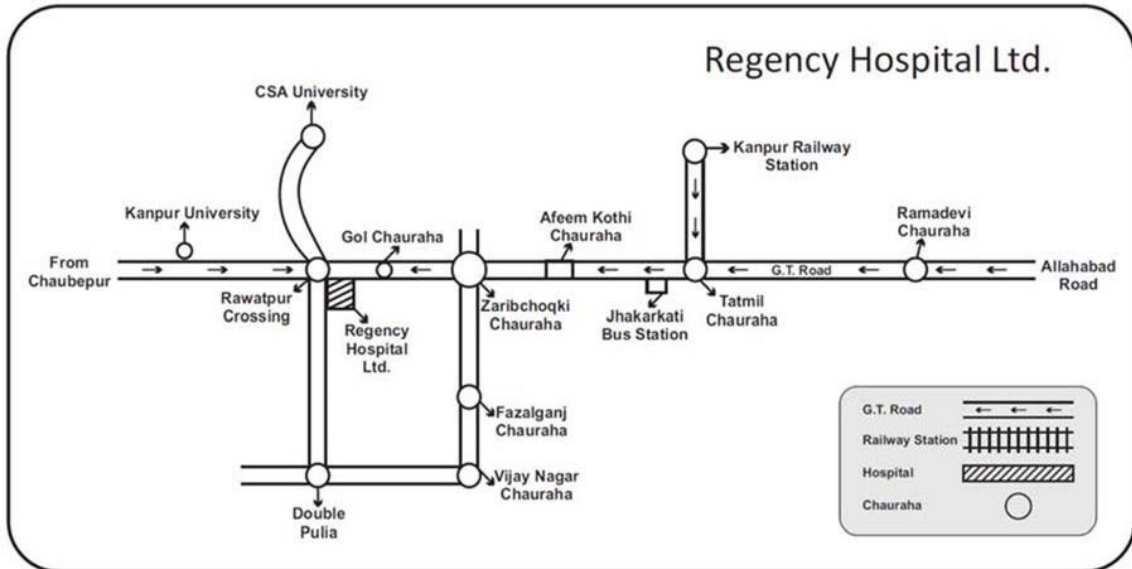 Regency Hospital Ltd.
CSA University
Kanpur Railway
Station
Kanpur University
Gol Chauraha
Afeem Kothi
Chauraha
Ramadevi
Chauraha
From
Chaubepur
G.T. Road
Allahabad
Road
Rawatpur
Crossing
Regency
Hospital
Ltd.
Zaribchoqki
Chauraha
Jhakarkati
Bus Station
Tatmil
Chauraha
Fazalganj
Chauraha
Vijay Nagar
Chauraha
Double
Pulia
G.T. Road
Railway Station
Hospital
Chauraha